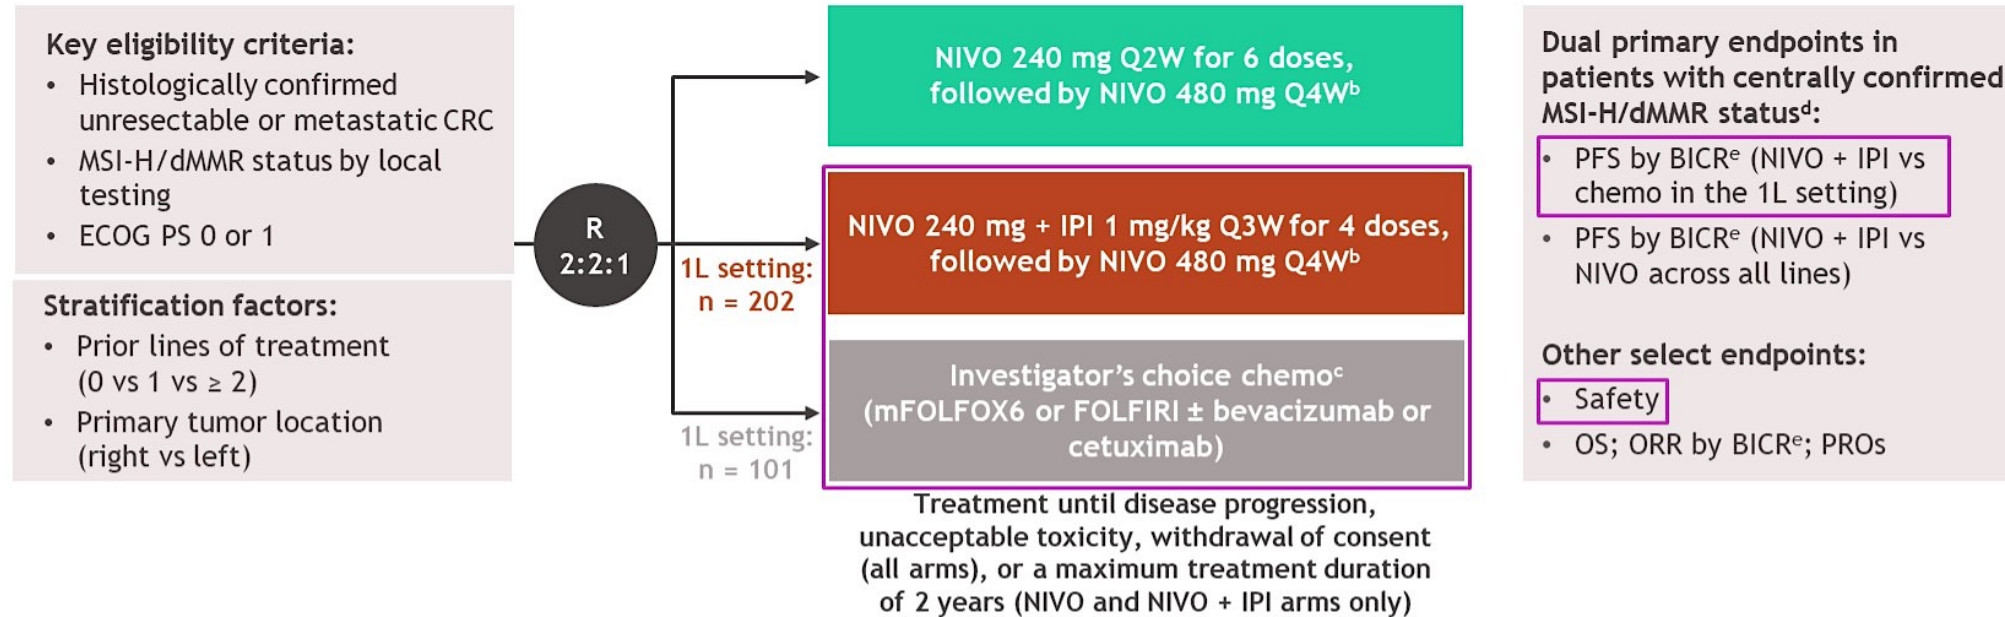 Key eligibility criteria:
• Histologically confirmed
unresectable or metastatic CRC
• MSI-H/dMMR status by local
testing
• ECOG PS 0 or 1
Stratification factors:
• Prior lines of treatment
(0 vs 1 vs ≥ 2)
• Primary tumor location
(right vs left)
R
2:2:1
1L setting:
n = 202
1L setting:
n = 101
NIVO 240 mg Q2W for 6 doses,
followed by NIVO 480 mg Q4Wᵇ
NIVO 240 mg + IPI 1 mg/kg Q3W for 4 doses,
followed by NIVO 480 mg Q4Wᵇ
Investigator's choice chemoᶜ
(mFOLFOX6 or FOLFIRI ± bevacizumab or
cetuximab)
Treatment until disease progression,
unacceptable toxicity, withdrawal of consent
(all arms), or a maximum treatment duration
of 2 years (NIVO and NIVO + IPI arms only)
Dual primary endpoints in
patients with centrally confirmed
MSI-H/dMMR statusᵈ:
• PFS by BICRᵉ (NIVO + IPI vs
chemo in the 1L setting)
• PFS by BICRᵉ (NIVO + IPI vs
NIVO across all lines)
Other select endpoints:
• Safety
• OS; ORR by BICRᵉ; PROs